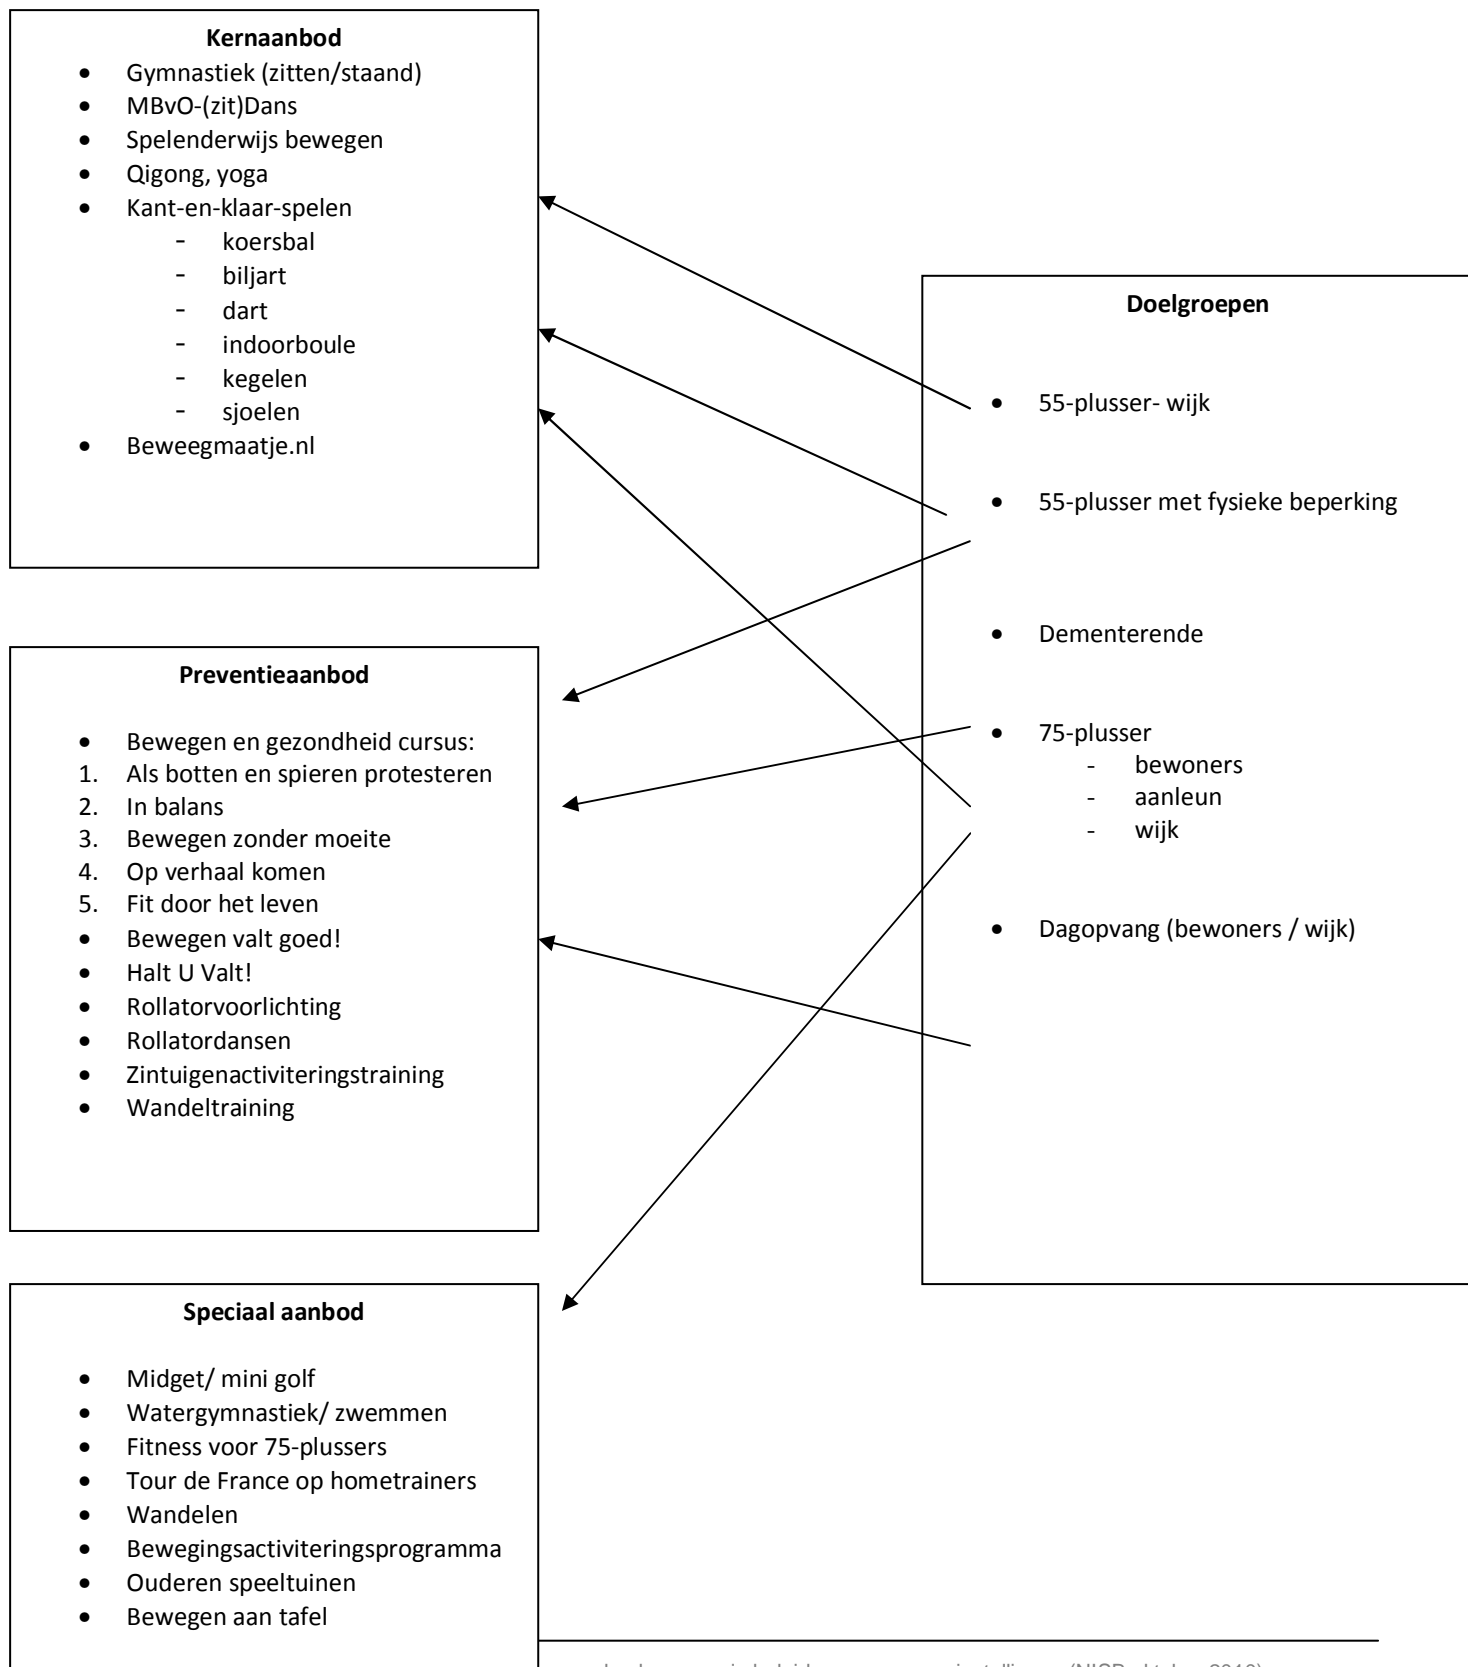 Kernaanbod
• Gymnastiek (zitten/staand)
• MBvO-(zit)Dans
• Spelenderwijs bewegen
• Qigong, yoga
• Kant-en-klaar-spelen
- koersbal
- biljart
- dart
- indoorboule
- kegelen
- sjoelen
• Beweegmaatje.nl
Preventieaanbod
• Bewegen en gezondheid cursus:
1. Als botten en spieren protesteren
2. In balans
3. Bewegen zonder moeite
4. Op verhaal komen
5. Fit door het leven
• Bewegen valt goed!
• Halt U Valt!
• Rollatorvoorlichting
• Rollatordansen
• Zintuigenactiviteringstraining
• Wandeltraining
Speciaal aanbod
• Midget/ mini golf
• Watergymnastiek/ zwemmen
• Fitness voor 75-plussers
• Tour de France op hometrainers
• Wandelen
• Bewegingsactiviteringsprogramma
• Ouderen speeltuinen
• Bewegen aan tafel
Doelgroepen
• 55-plusser- wijk
• 55-plusser met fysieke beperking
• Dementerende
• 75-plusser
- bewoners
- aanleun
- wijk
• Dagopvang (bewoners / wijk)